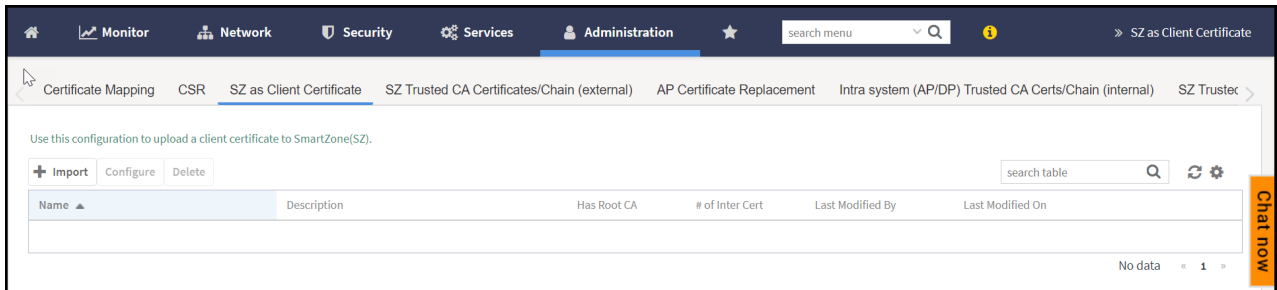 Monitor Network Security Services Administration search menu SZ as Client Certificate
Certificate Mapping CSR SZ as Client Certificate SZ Trusted CA Certificates/Chain (external) AP Certificate Replacement Intra system (AP/DP) Trusted CA Certs/Chain (internal) SZ Trusted
Use this configuration to upload a client certificate to SmartZone(SZ).
Import Configure Delete search table
Name Description Has Root CA # of Inter Cert Last Modified By Last Modified On
No data « 1 »
Chat now